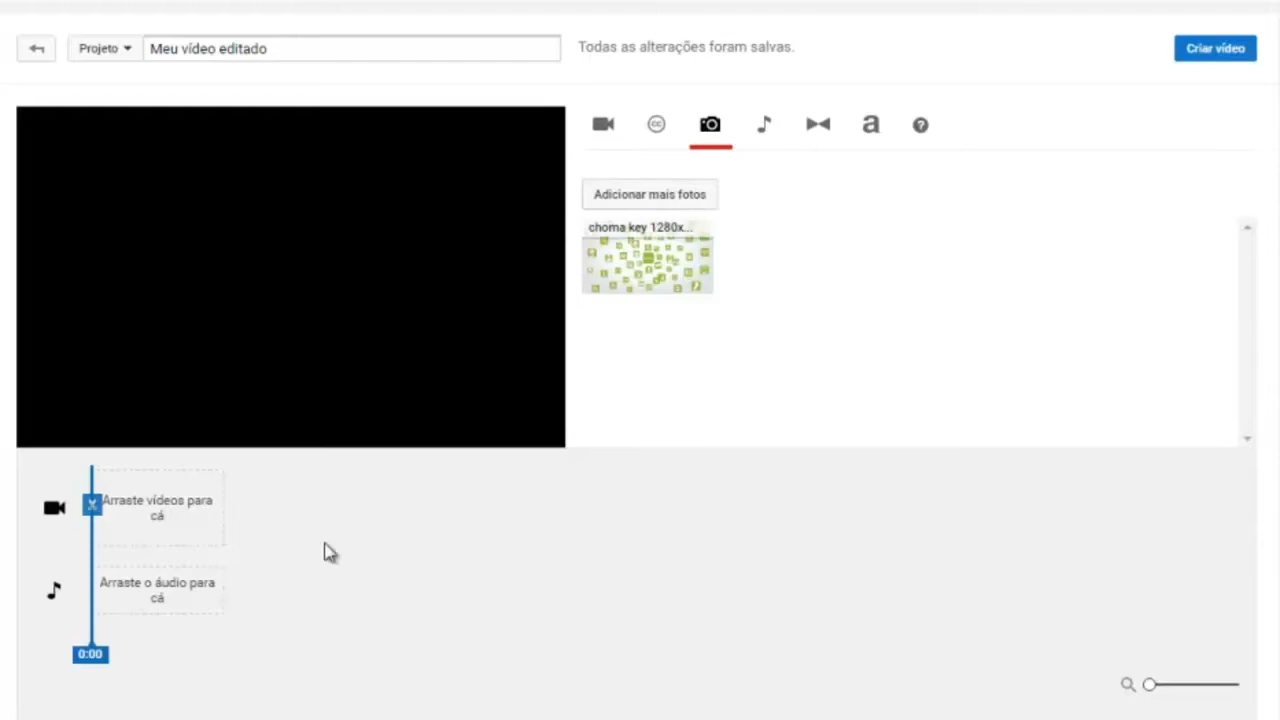 Projeto
Meu vídeo editado
Todas as alterações foram salvas.
Criar vídeo
CC
a
?
Adicionar mais fotos
choma key 1280x...
Arraste vídeos para
cá
Arraste o áudio para
cá
0:00